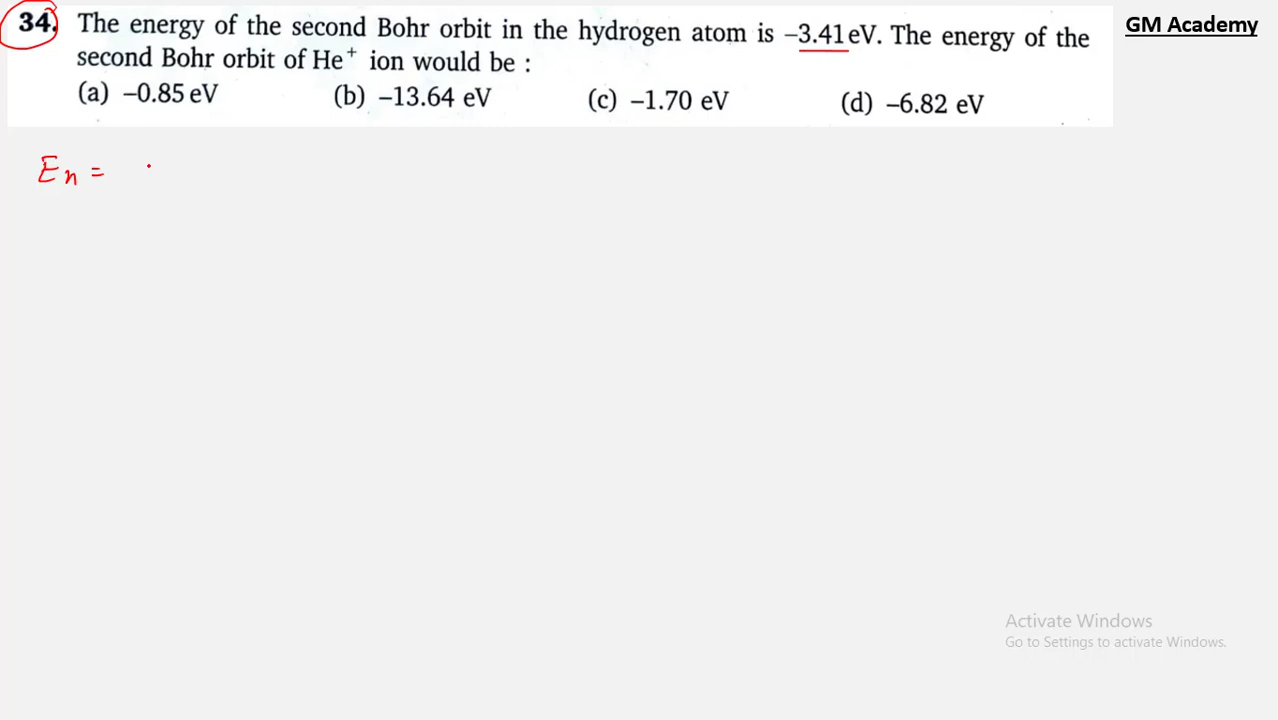 34. The energy of the second Bohr orbit in the hydrogen atom is –3.41 eV. The energy of the
second Bohr orbit of He⁺ ion would be :
(a) –0.85 eV (b) –13.64 eV (c) –1.70 eV (d) –6.82 eV
GM Academy
En =
Activate Windows
Go to Settings to activate Windows.